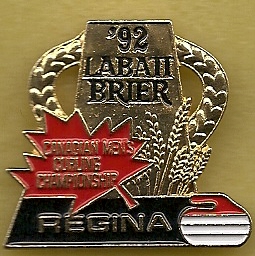 '92
LABATT
BRIER
CANADIAN MEN'S
CURLING
CHAMPIONSHIP
REGINA